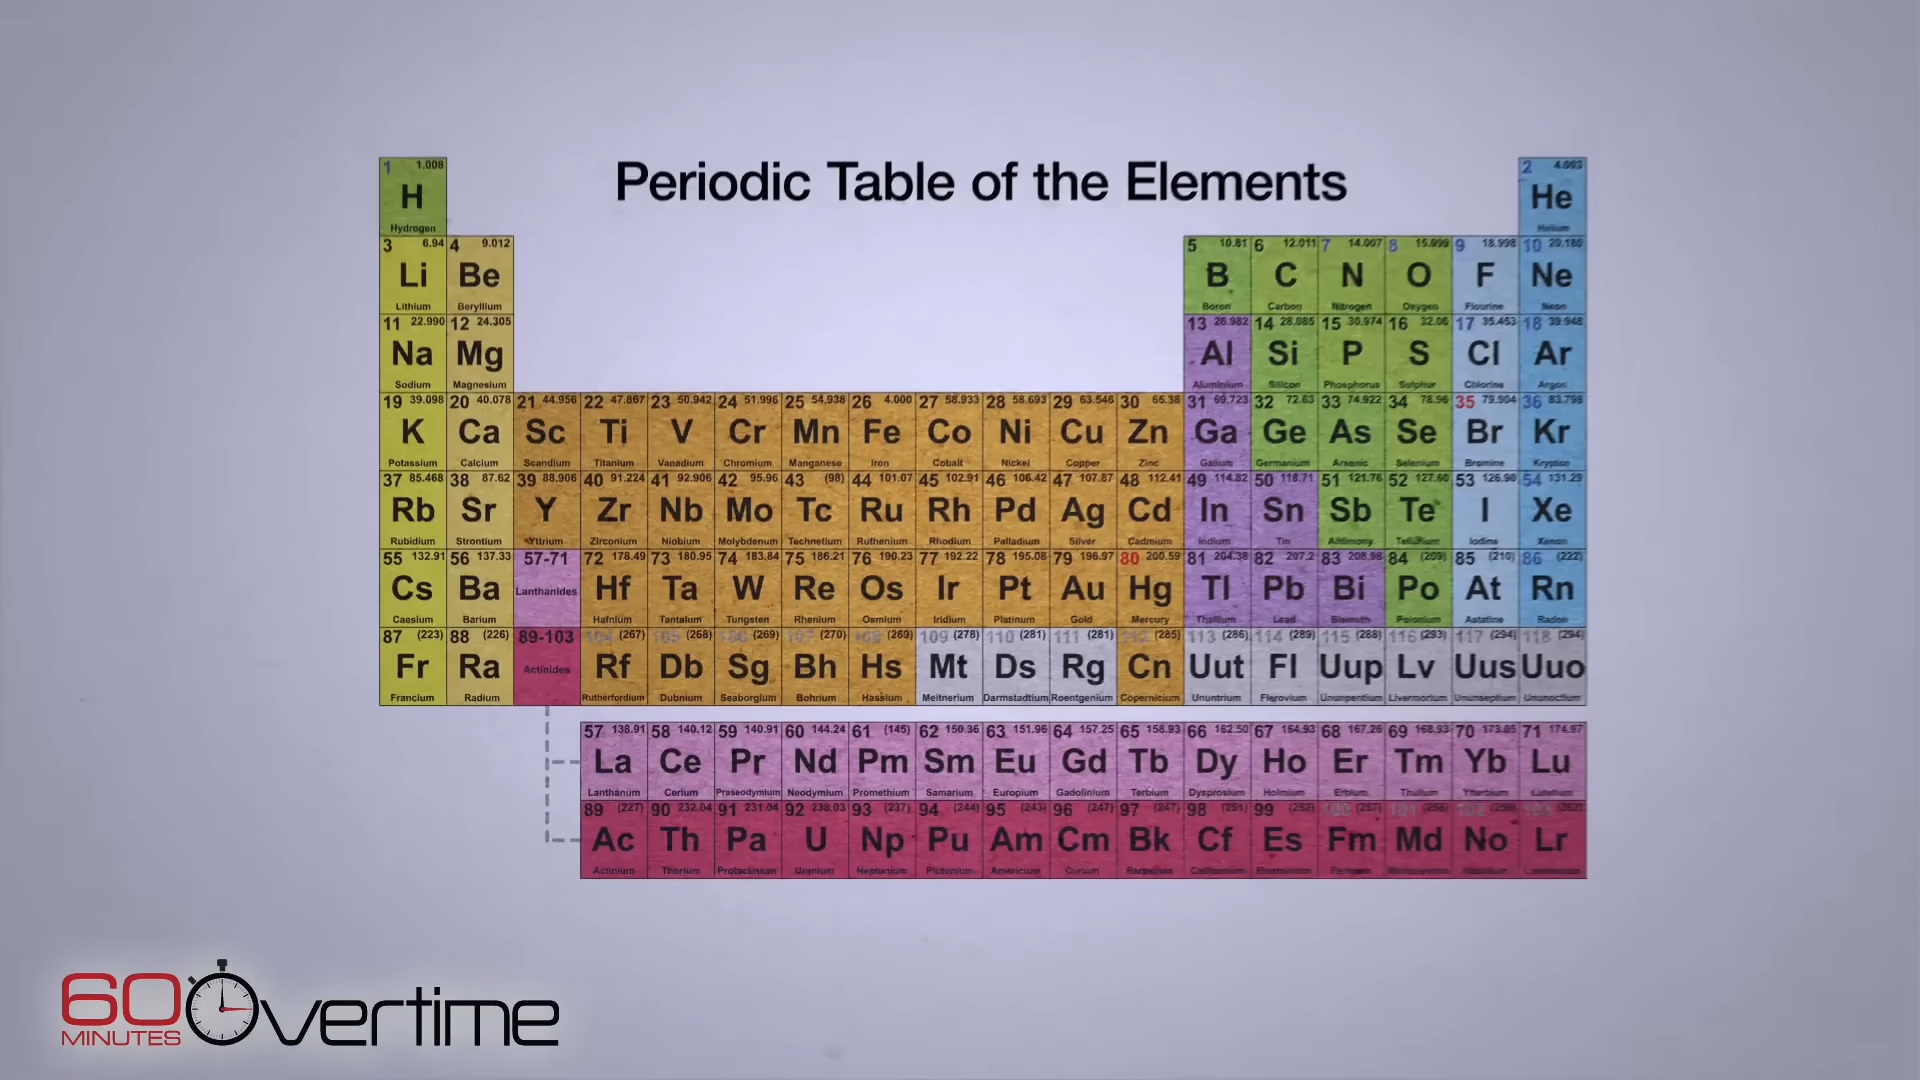 Periodic Table of the Elements
1 1.008 2 4.003
H He
Hydrogen Helium
3 6.94 4 9.012 5 10.81 6 12.011 7 14.007 8 15.999 9 18.998 10 20.180
Li Be B C N O F Ne
Lithium Beryllium Boron Carbon Nitrogen Oxygen Flourine Neon
11 22.990 12 24.305 13 26.982 14 28.085 15 30.974 16 32.06 17 35.453 18 39.948
Na Mg Al Si P S Cl Ar
Sodium Magnesium Aluminium Silicon Phosphorus Sulphur Chlorine Argon
19 39.098 20 40.078 21 44.956 22 47.867 23 50.942 24 51.996 25 54.938 26 4.000 27 58.933 28 58.693 29 63.546 30 65.38 31 69.723 32 72.63 33 74.922 34 78.96 35 79.904 36 83.798
K Ca Sc Ti V Cr Mn Fe Co Ni Cu Zn Ga Ge As Se Br Kr
Potassium Calcium Scandium Titanium Vanadium Chromium Manganese Iron Cobalt Nickel Copper Zinc Galium Germanium Arsenic Selenium Bromine Krypton
37 85.468 38 87.62 39 88.906 40 91.224 41 92.906 42 95.96 43 (98) 44 101.07 45 102.91 46 106.42 47 107.87 48 112.41 49 114.82 50 118.71 51 121.76 52 127.60 53 126.90 54 131.29
Rb Sr Y Zr Nb Mo Tc Ru Rh Pd Ag Cd In Sn Sb Te I Xe
Rubidium Strontium Yttrium Zirconium Niobium Molybdenum Technetium Ruthenium Rhodium Palladium Silver Cadmium Indium Tin Antimony Tellurium Iodine Xenon
55 132.91 56 137.33 57-71 72 178.49 73 180.95 74 183.84 75 186.21 76 190.23 77 192.22 78 195.08 79 196.97 80 200.59 81 204.38 82 207.2 83 208.98 84 (209) 85 (210) 86 (222)
Cs Ba Lanthanides Hf Ta W Re Os Ir Pt Au Hg Tl Pb Bi Po At Rn
Caesium Barium Hafnium Tantalum Tungsten Rhenium Osmium Iridium Platinum Gold Mercury Thallium Lead Bismuth Polonium Astatine Radon
87 (223) 88 (226) 89-103 104 (267) 105 (268) 106 (269) 107 (270) 108 (269) 109 (278) 110 (281) 111 (281) 112 (285) 113 (286) 114 (289) 115 (288) 116 (293) 117 (294) 118 (294)
Fr Ra Actinides Rf Db Sg Bh Hs Mt Ds Rg Cn Uut Fl Uup Lv Uus Uuo
Francium Radium Rutherfordium Dubnium Seaborgium Bohrium Hassium Meitnerium Darmstadtium Roentgenium Copernicium Ununtrium Flerovium Ununpentium Livermorium Ununseptium Ununoctium
57 138.91 58 140.12 59 140.91 60 144.24 61 (145) 62 150.36 63 151.96 64 157.25 65 158.93 66 162.50 67 164.93 68 167.26 69 168.93 70 173.05 71 174.97
La Ce Pr Nd Pm Sm Eu Gd Tb Dy Ho Er Tm Yb Lu
Lanthanum Cerium Praseodymium Neodymium Promethium Samarium Europium Gadolinium Terbium Dysprosium Holmium Erbium Thulium Ytterbium Lutetium
89 (227) 90 232.04 91 231.04 92 238.03 93 (237) 94 (244) 95 (243) 96 (247) 97 (247) 98 (251) 99 (252) 100 (257)
Ac Th Pa U Np Pu Am Cm Bk Cf Es Fm Md No Lr
Actinium Thorium Protactinium Uranium Neptunium Plutonium Americium Curium
60 Overtime
MINUTES